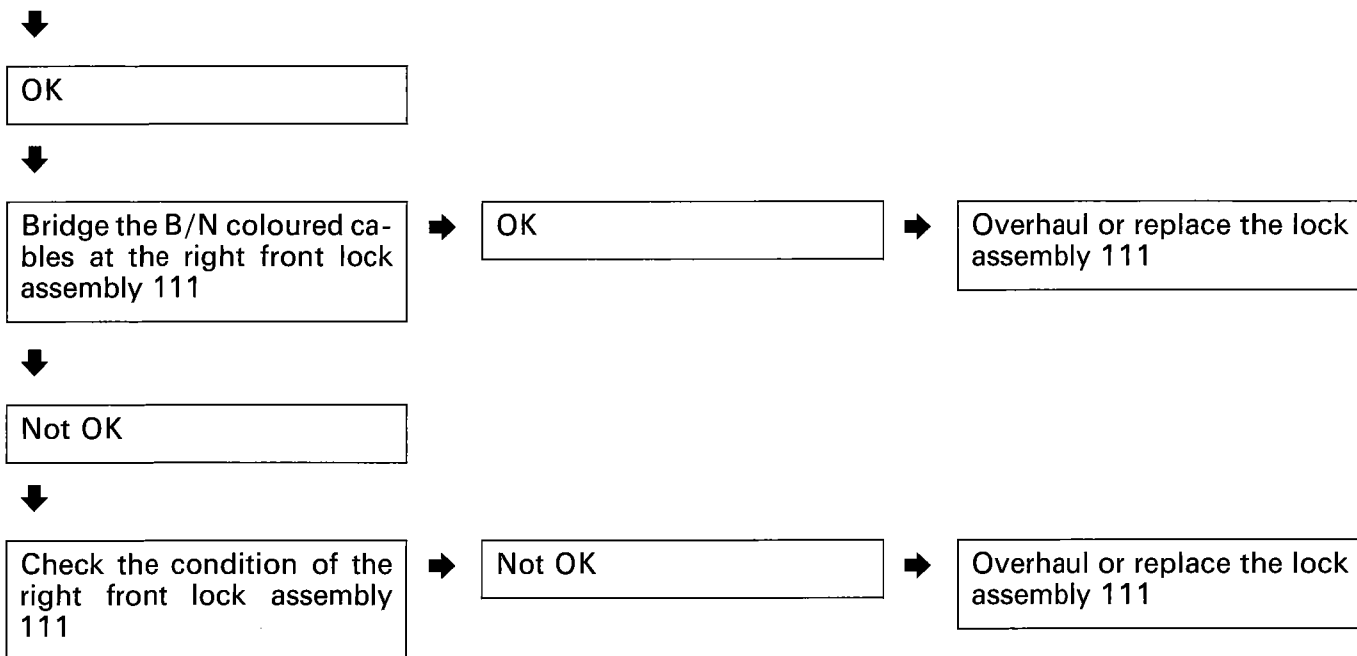 OK
Bridge the B/N coloured ca-
bles at the right front lock
assembly 111
OK
Overhaul or replace the lock
assembly 111
Not OK
Check the condition of the
right front lock assembly
111
Not OK
Overhaul or replace the lock
assembly 111